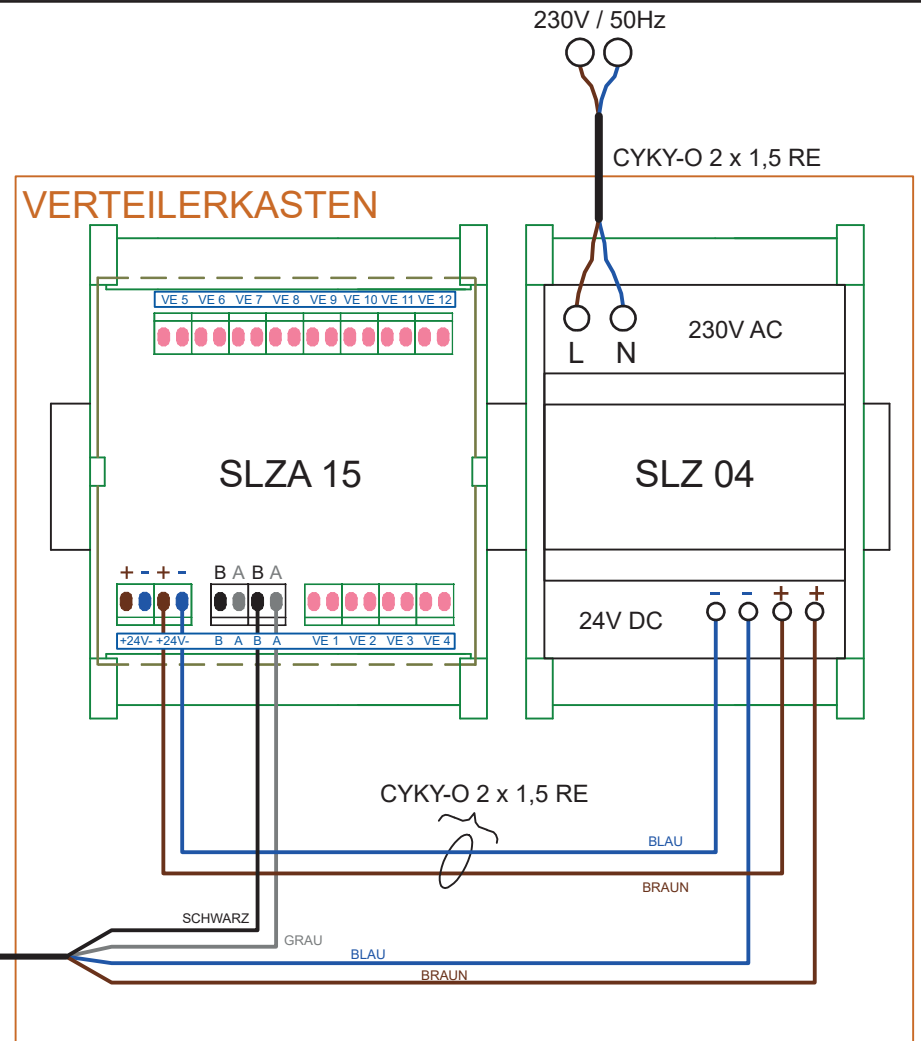 230V / 50Hz
CYKY-O 2 x 1,5 RE
VERTEILERKASTEN
VE 5 VE 6 VE 7 VE 8 VE 9 VE 10 VE 11 VE 12
L N
230V AC
SLZA 15
SLZ 04
+ - + -
B A B A
- - + +
24V DC
+24V- +24V-
B A B A
VE 1 VE 2 VE 3 VE 4
CYKY-O 2 x 1,5 RE
BLAU
BRAUN
SCHWARZ
GRAU
BLAU
BRAUN